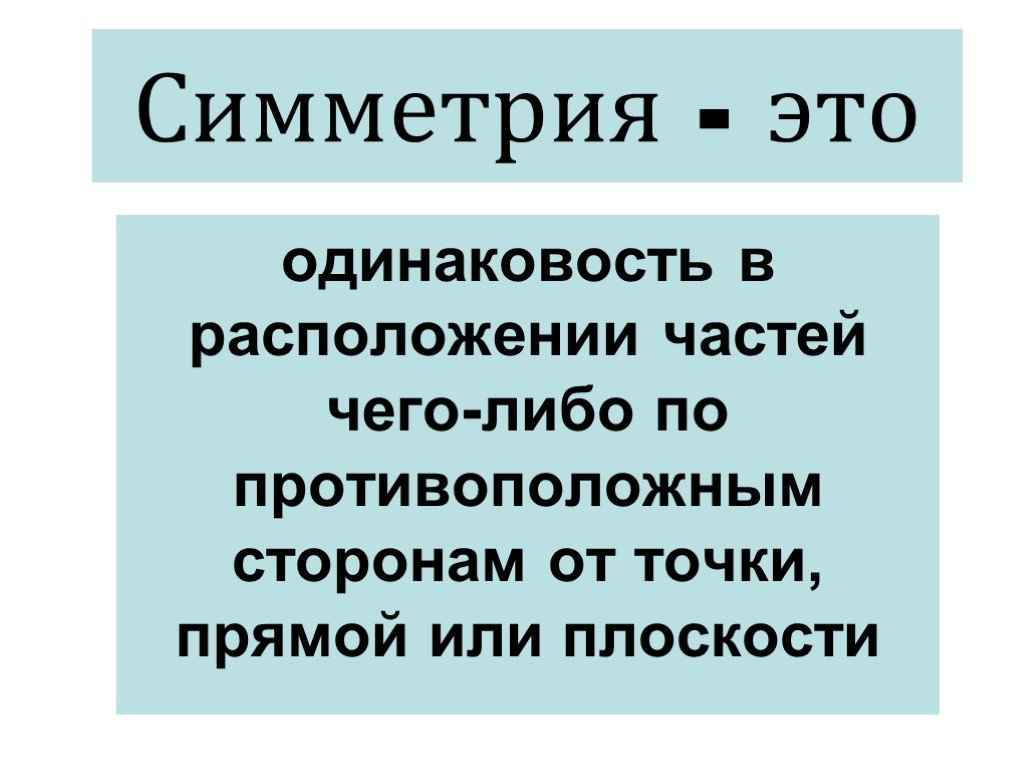 Симметрия - это
одинаковость в
расположении частей
чего-либо по
противоположным
сторонам от точки,
прямой или плоскости